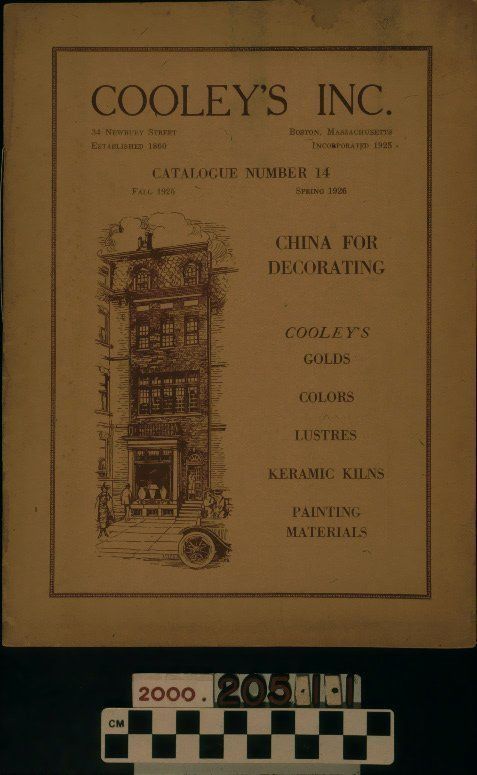 COOLEY'S INC.
34 NEWBURY STREET BOSTON, MASSACHUSETTS
ESTABLISHED 1860 INCORPORATED 1925
CATALOGUE NUMBER 14
FALL 1925 SPRING 1926
CHINA FOR
DECORATING
COOLEY'S
GOLDS
COLORS
LUSTRES
KERAMIC KILNS
PAINTING
MATERIALS
2000.205.1.1
CM